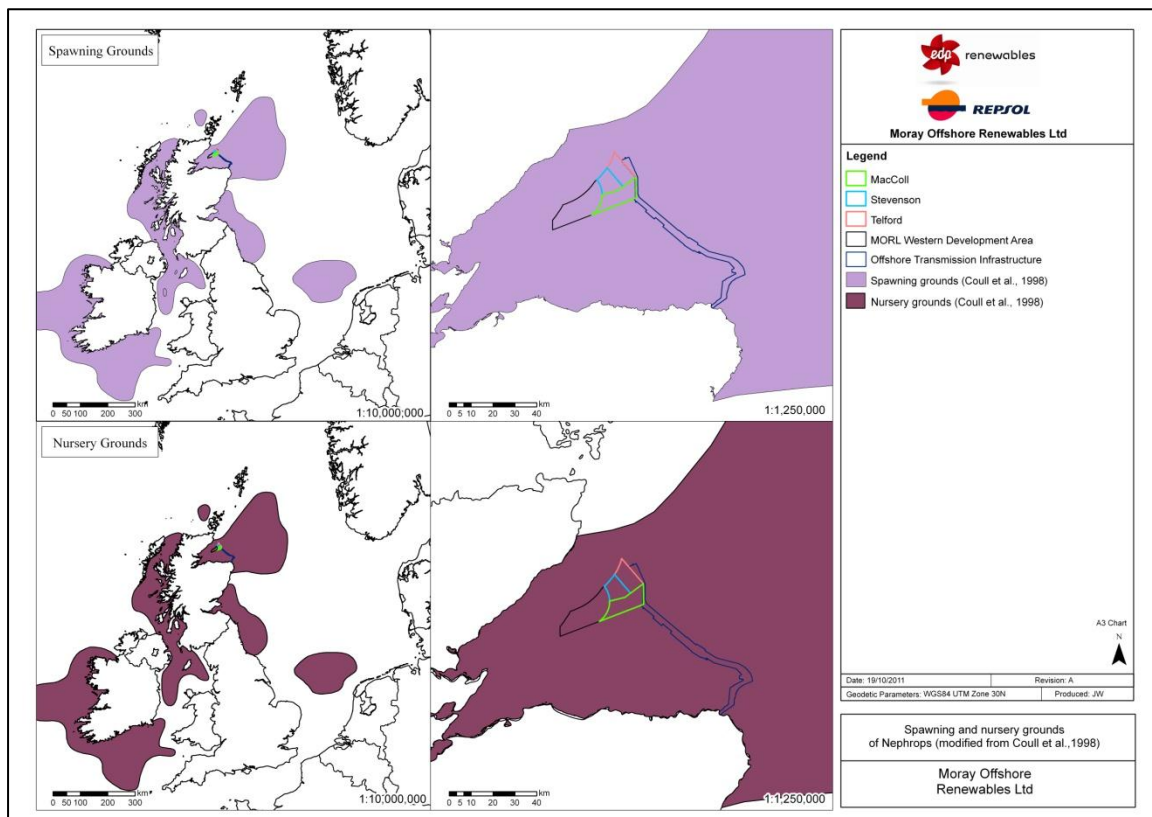 Spawning Grounds
km
0 50 100 200 300
1:10,000,000
km
0 5 10 20 30 40
1:1,250,000
Nursery Grounds
km
0 50 100 200 300
1:10,000,000
km
0 5 10 20 30 40
1:1,250,000
edp renewables
REPSOL
Moray Offshore Renewables Ltd
Legend
MacColl
Stevenson
Telford
MORL Western Development Area
Offshore Transmission Infrastructure
Spawning grounds (Coull et al., 1998)
Nursery grounds (Coull et al., 1998)
A3 Chart
N
Date: 19/10/2011 Revision: A
Geodetic Parameters: WGS84 UTM Zone 30N Produced: JW
Spawning and nursery grounds
of Nephrops (modified from Coull et al.,1998)
Moray Offshore
Renewables Ltd